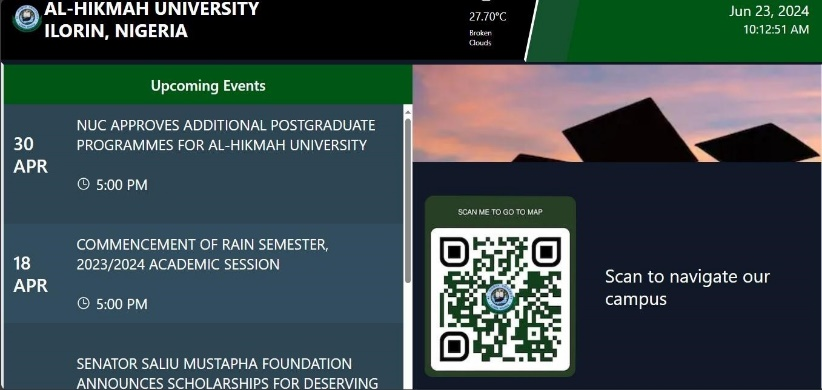 AL-HIKMAH UNIVERSITY
ILORIN, NIGERIA
27.70°C
Broken
Clouds
Jun 23, 2024
10:12:51 AM
Upcoming Events
30
APR
NUC APPROVES ADDITIONAL POSTGRADUATE
PROGRAMMES FOR AL-HIKMAH UNIVERSITY
5:00 PM
18
APR
COMMENCEMENT OF RAIN SEMESTER,
2023/2024 ACADEMIC SESSION
5:00 PM
SENATOR SALIU MUSTAPHA FOUNDATION
ANNOUNCES SCHOLARSHIPS FOR DESERVING
SCAN ME TO GO TO MAP
Scan to navigate our
campus